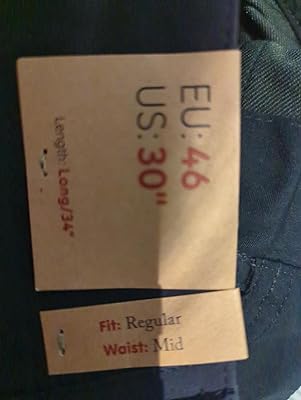 EU: 46
US: 30"
Length: Long/34"
Fit: Regular
Waist: Mid